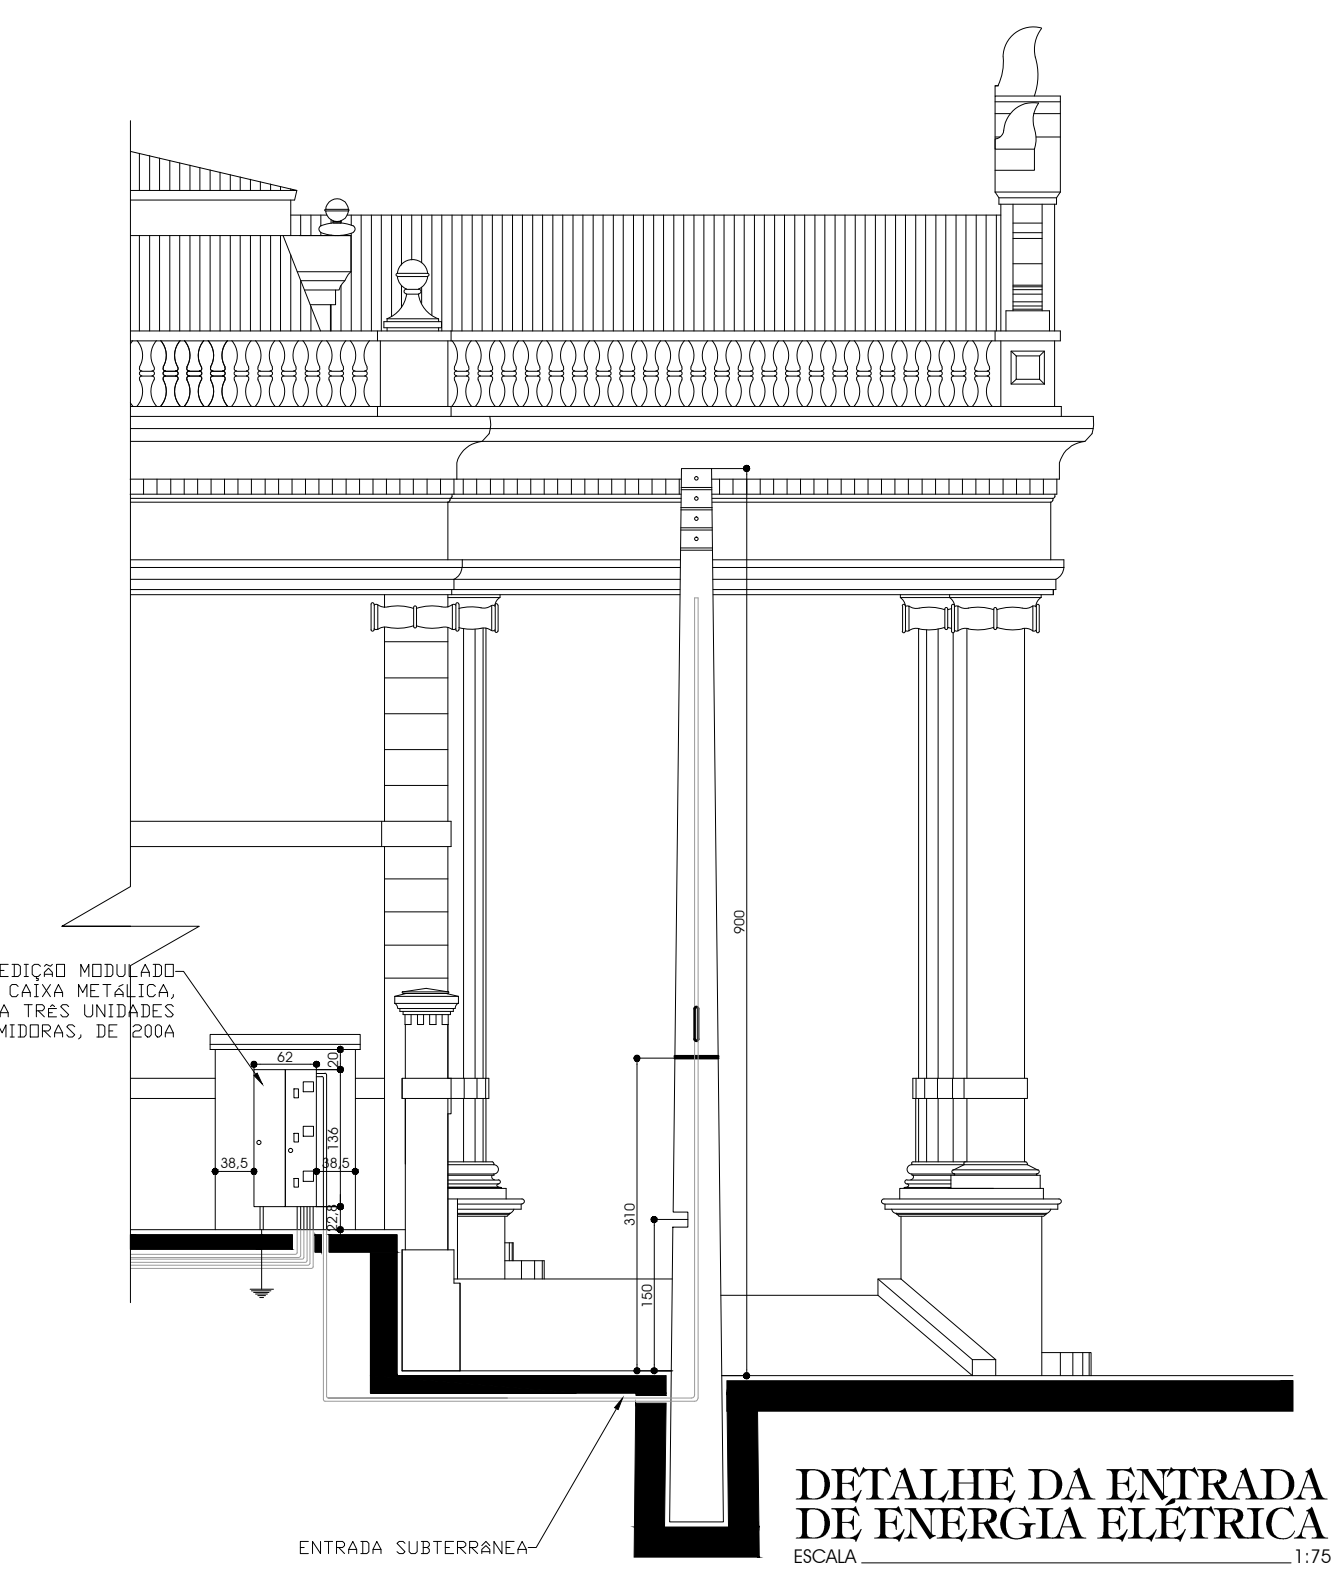 900
EDIÇÃO MODULADO
CAIXA METÁLICA,
A TRÊS UNIDADES
MIDORAS, DE 200A
62
20
136
38,5
38,5
22,8
310
150
ENTRADA SUBTERRÂNEA
DETALHE DA ENTRADA
DE ENERGIA ELÉTRICA
ESCALA 1:75